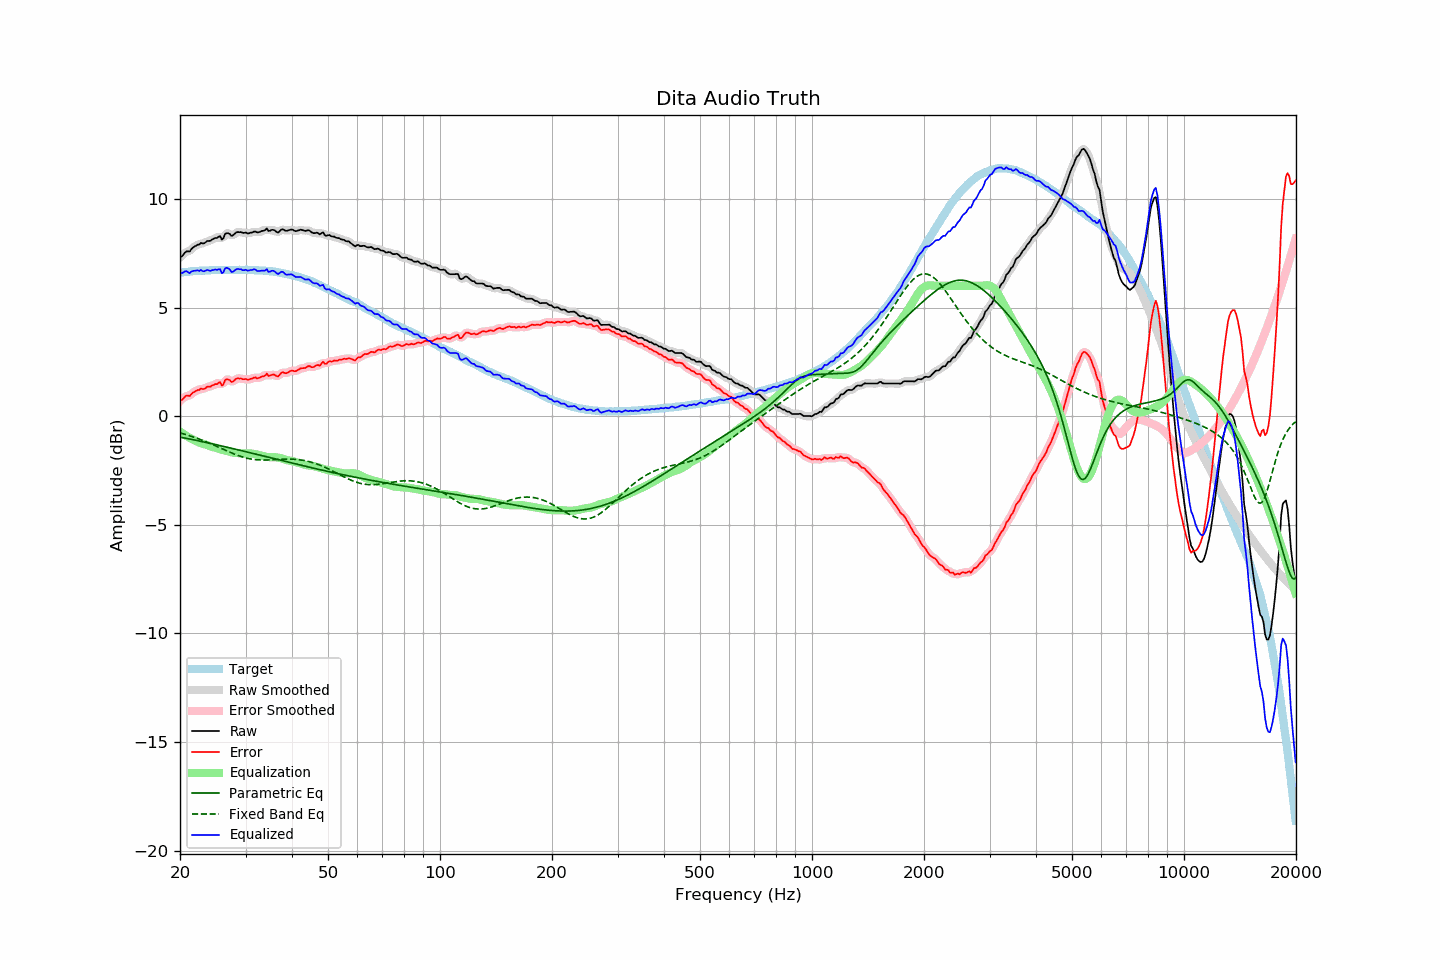 Dita Audio Truth
Amplitude (dBr)
10
5
0
−5
−10
−15
−20
Target
Raw Smoothed
Error Smoothed
Raw
Error
Equalization
Parametric Eq
Fixed Band Eq
Equalized
20 50 100 200 500 1000 2000 5000 10000 20000
Frequency (Hz)